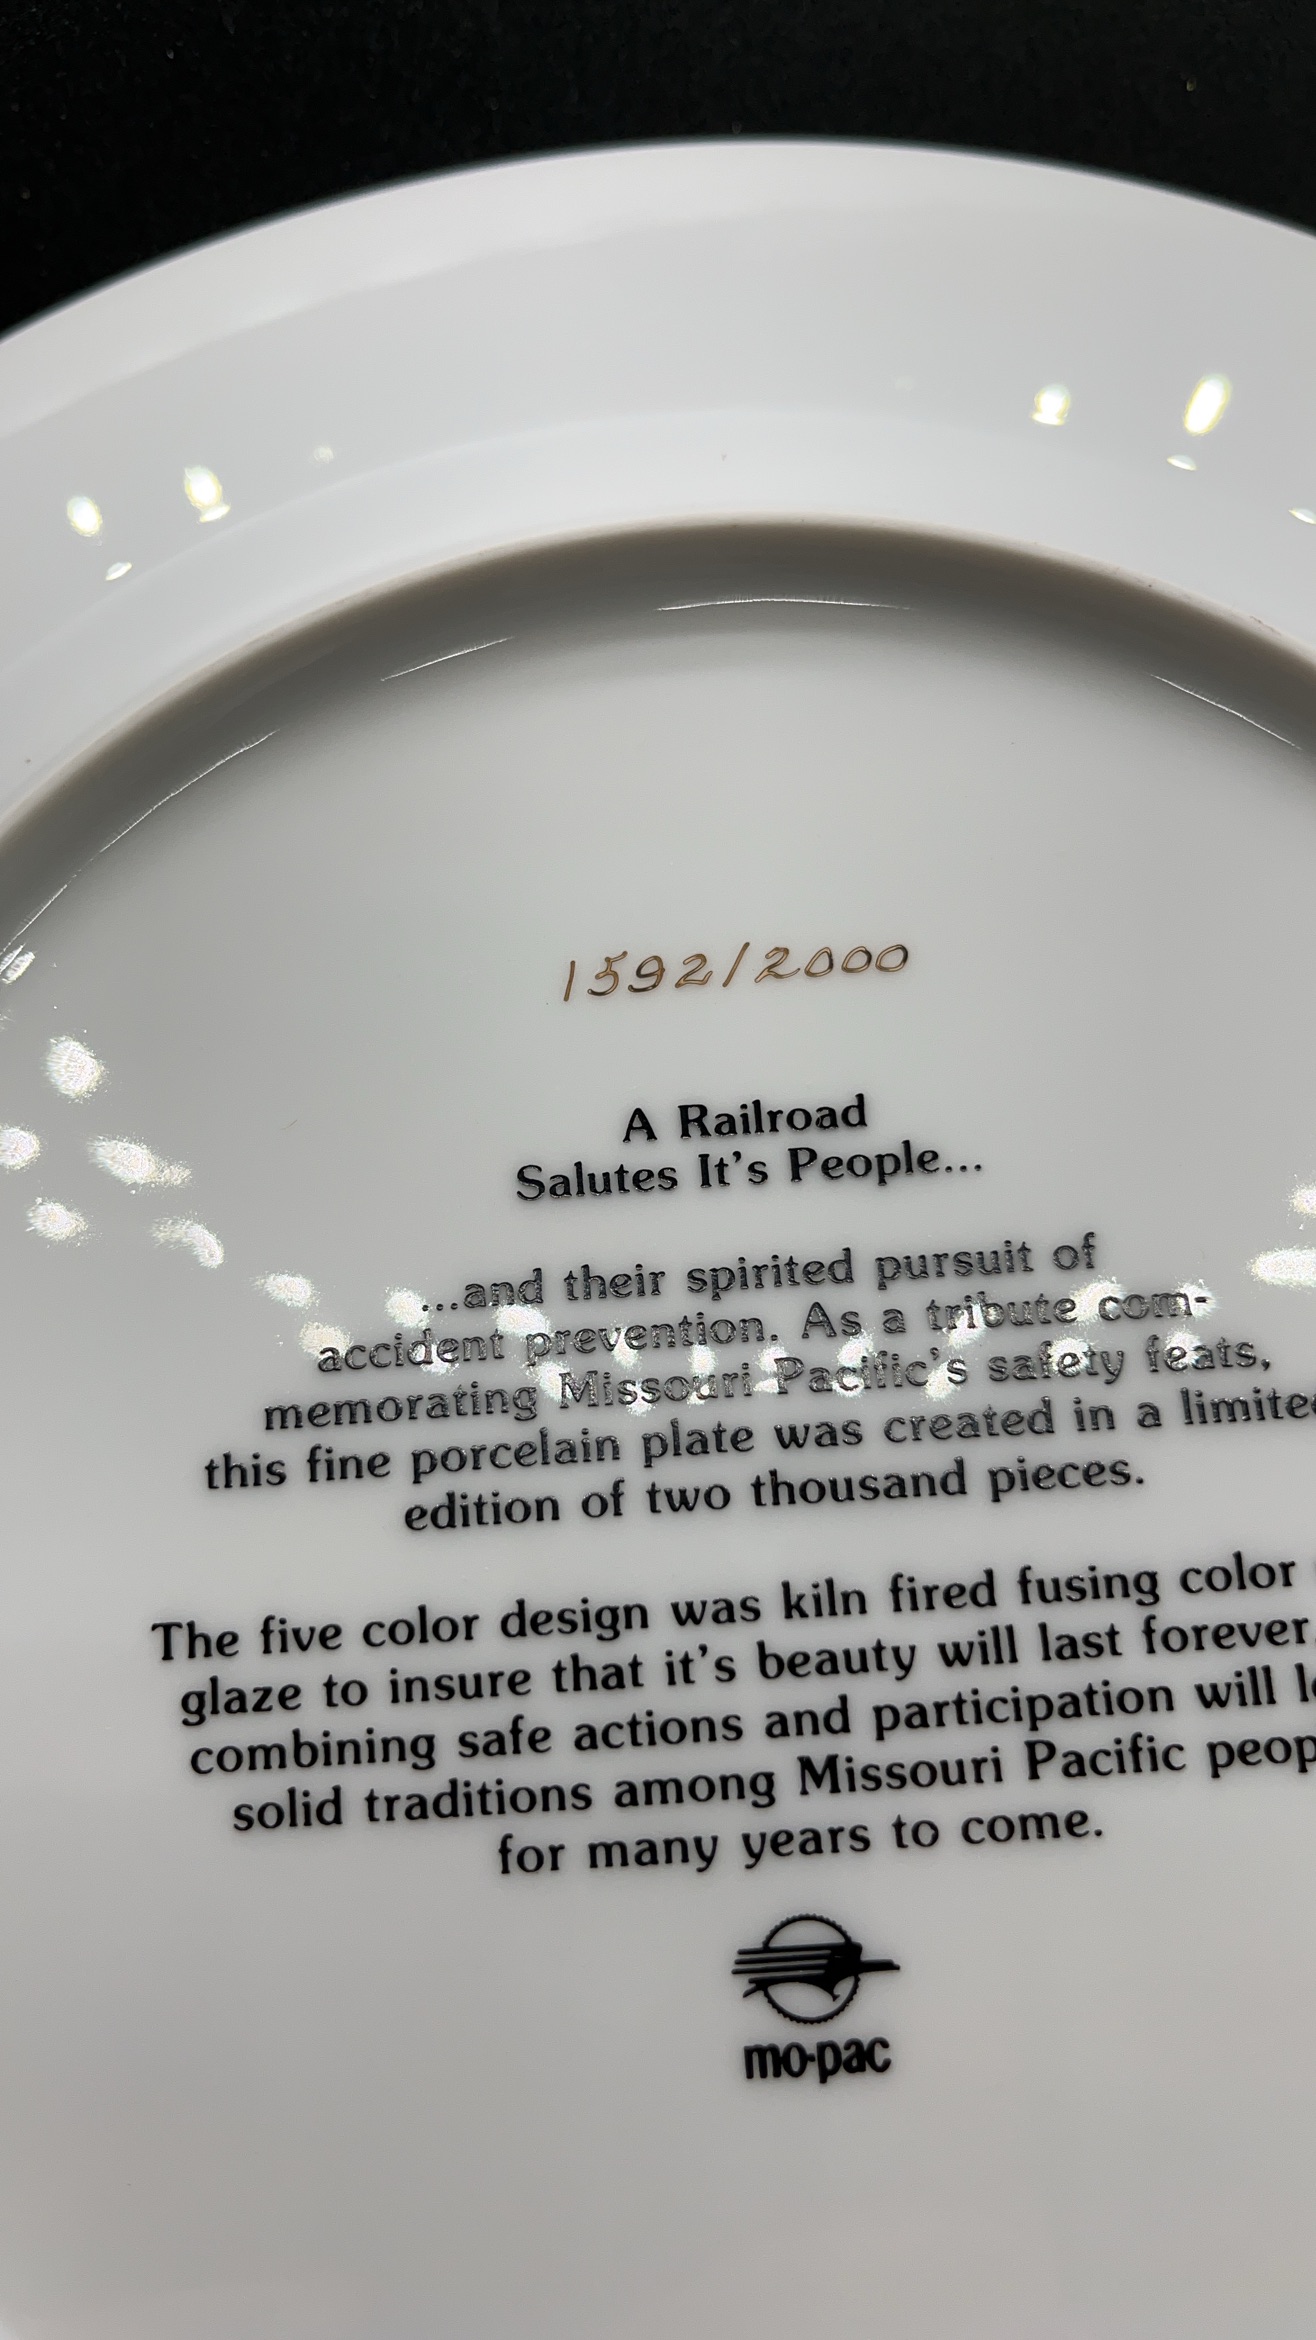 1592/2000
A Railroad
Salutes It's People...
...and their spirited pursuit of
accident prevention. As a tribute com-
memorating Missouri Pacific's safety feats,
this fine porcelain plate was created in a
edition of two thousand pieces.
The five color design was kiln fired fusing color
glaze to insure that it's beauty will last forever
combining safe actions and participation will
solid traditions among Missouri Pacific
for many years to come.
mo·pac